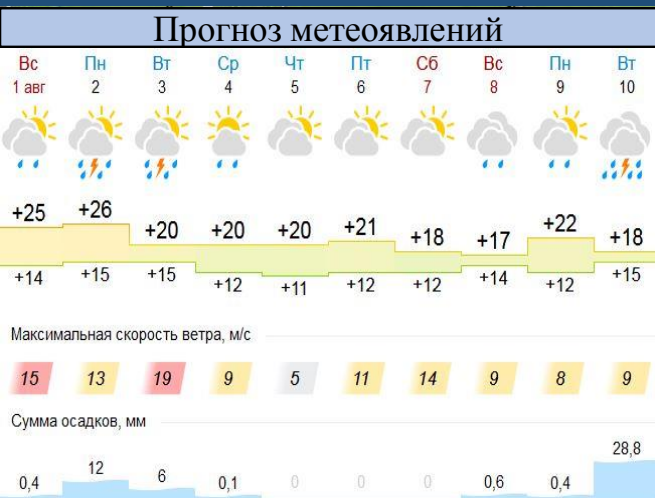 Прогноз метеоявлений
Вс Пн Вт Ср Чт Пт Сб Вс Пн Вт
1 авг 2 3 4 5 6 7 8 9 10
+25 +26 +20 +20 +20 +21 +18 +17 +22 +18
+14 +15 +15 +12 +11 +12 +12 +14 +12 +15
Максимальная скорость ветра, м/с
15 13 19 9 5 11 14 9 8 9
Сумма осадков, мм
0,4 12 6 0,1 0 0 0 0,6 0,4 28,8